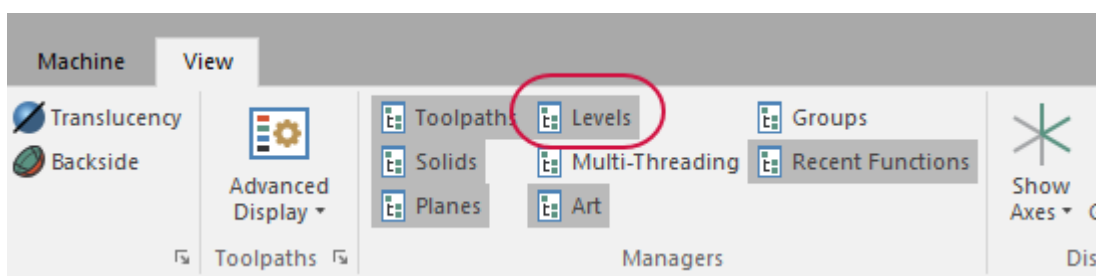 Machine View
Translucency
Backside
Advanced
Display
Toolpaths
Toolpaths
Solids
Planes
Levels
Multi-Threading
Art
Groups
Recent Functions
Managers
Show
Axes